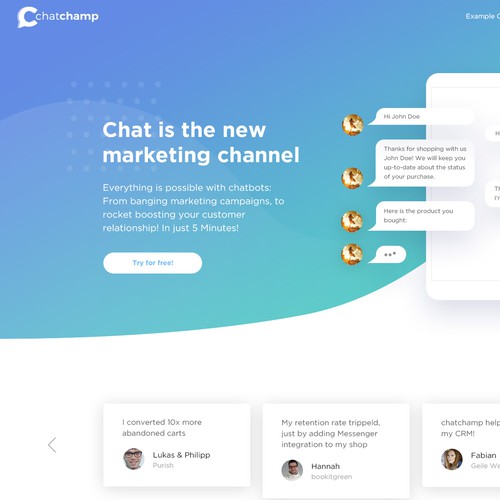 chatchamp
Example
Chat is the new
marketing channel
Everything is possible with chatbots:
From banging marketing campaigns, to
rocket boosting your customer
relationship! In just 5 Minutes!
Try for free!
Hi John Doe
Thanks for shopping with us
John Doe! We will keep you
up-to-date about the status
of your purchase.
Here is the product you
bought:
I converted 10x more
abandoned carts
Lukas & Philipp
Purish
My retention rate trippeld,
just by adding Messenger
integration to my shop
Hannah
bookitgreen
chatchamp help
my CRM!
Fabian
Geile We